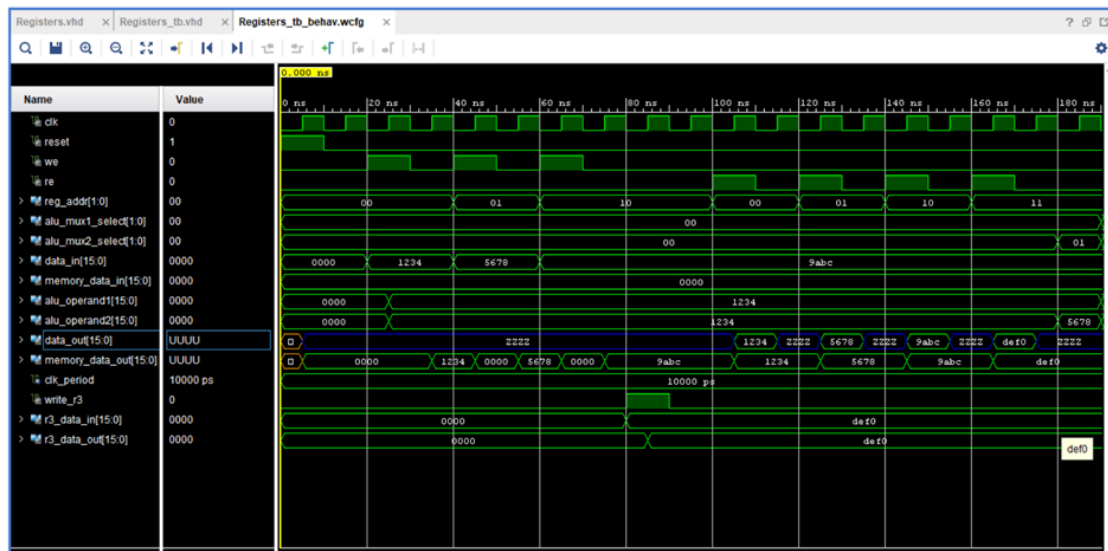 Registers.vhd × Registers_tb.vhd × Registers_tb_behav.wcfg × ?
0.000 ns
Name Value 0 ns 20 ns 40 ns 60 ns 80 ns 100 ns 120 ns 140 ns 160 ns 180 ns
clk 0
reset 1
we 0
re 0
reg_addr[1:0] 00 00 01 10 00 01 10 11
alu_mux1_select[1:0] 00 00
alu_mux2_select[1:0] 00 00 01
data_in[15:0] 0000 0000 1234 5678 9abc
memory_data_in[15:0] 0000 0000
alu_operand1[15:0] 0000 0000 1234
alu_operand2[15:0] 0000 0000 1234 5678
data_out[15:0] UUUU ZZZZ 1234 ZZZZ 5678 ZZZZ 9abc ZZZZ def0 ZZZZ
memory_data_out[15:0] UUUU 0000 1234 0000 5678 0000 9abc 1234 5678 9abc def0
clk_period 10000 ps 10000 ps
write_r3 0
r3_data_in[15:0] 0000 0000 def0
r3_data_out[15:0] 0000 0000 def0
def0